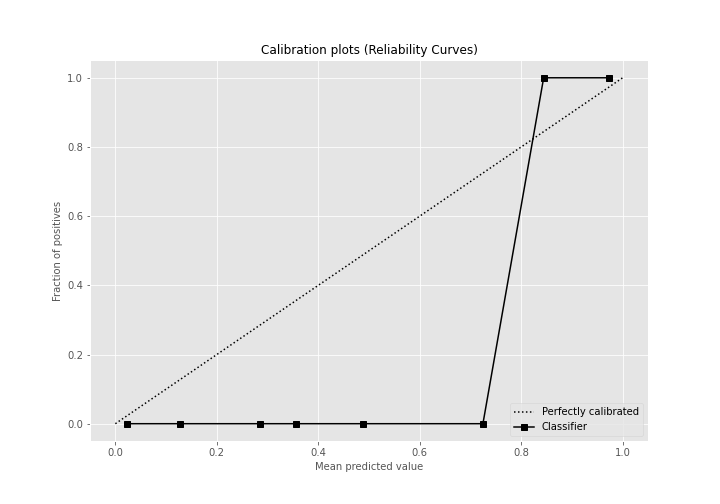 Calibration plots (Reliability Curves)
1.0
0.8
0.6
0.4
0.2
0.0
Fraction of positives
0.0 0.2 0.4 0.6 0.8 1.0
Mean predicted value
Perfectly calibrated
Classifier